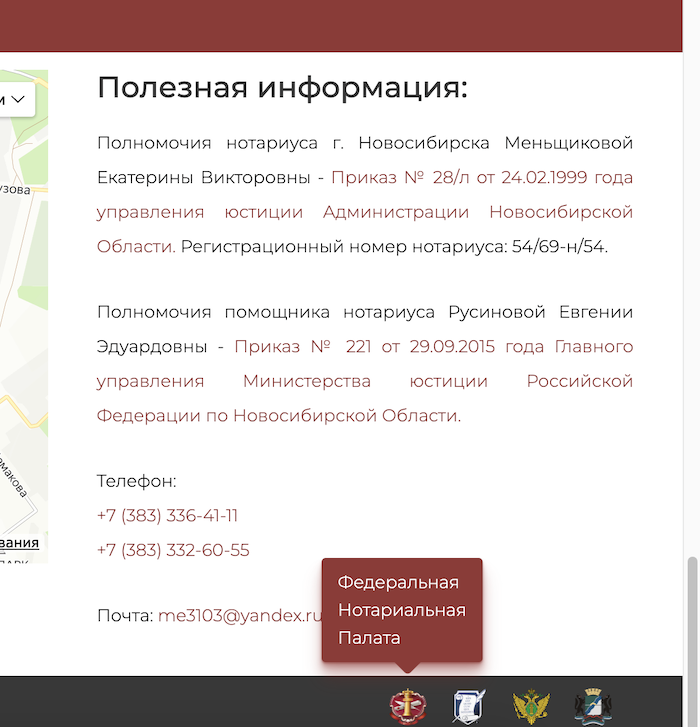 Полезная информация:
Полномочия нотариуса г. Новосибирска Меньщиковой
Екатерины Викторовны - Приказ № 28/л от 24.02.1999 года
управления юстиции Администрации Новосибирской
Области. Регистрационный номер нотариуса: 54/69-н/54.
Полномочия помощника нотариуса Русиновой Евгении
Эдуардовны - Приказ № 221 от 29.09.2015 года Главного
управления Министерства юстиции Российской
Федерации по Новосибирской Области.
Телефон:
+7 (383) 336-41-11
+7 (383) 332-60-55
Почта: me3103@yandex.ru
Федеральная
Нотариальная
Палата